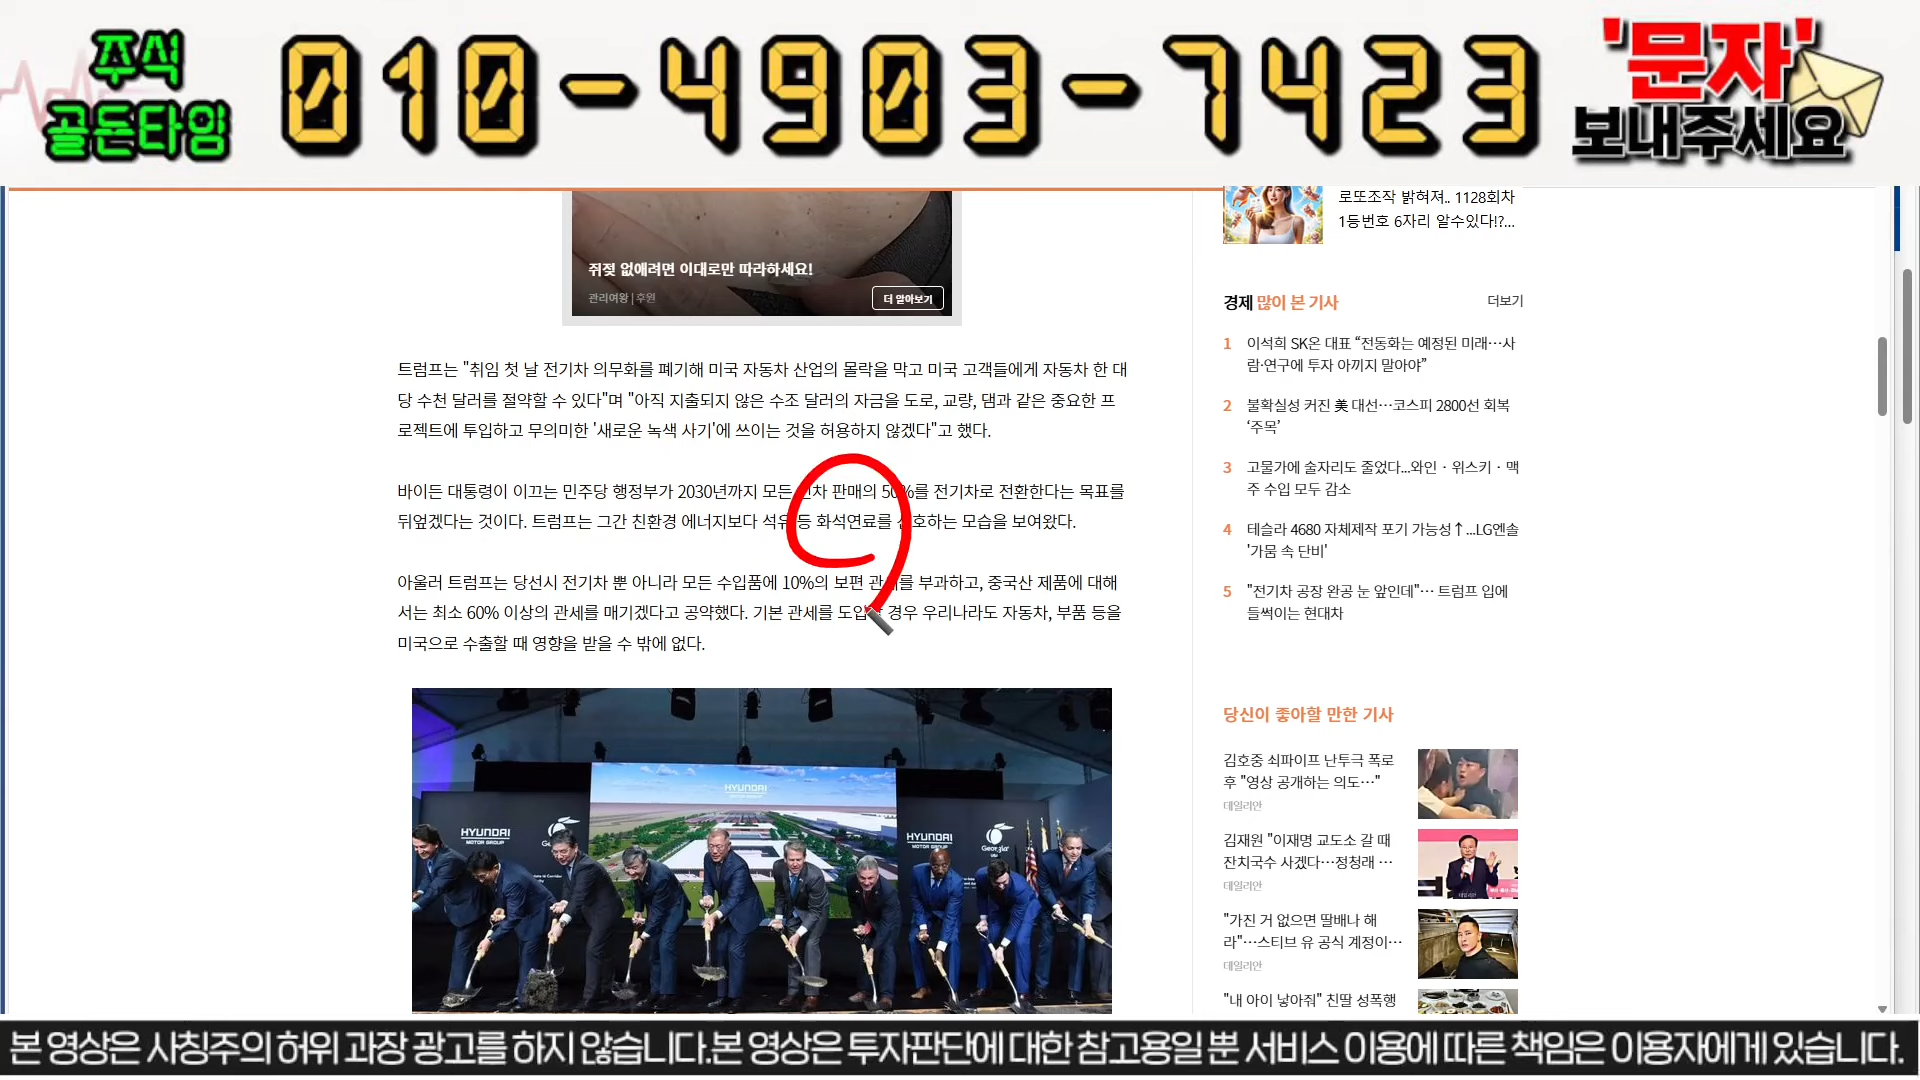 주식
골든타임
010-4903-7423
'문자'
보내주세요
쥐젖 없애려면 이대로만 따라하세요!
관리여왕 | 후원
더 알아보기
트럼프는 "취임 첫 날 전기차 의무화를 폐기해 미국 자동차 산업의 몰락을 막고 미국 고객들에게 자동차 한 대
당 수천 달러를 절약할 수 있다"며 "아직 지출되지 않은 수조 달러의 자금을 도로, 교량, 댐과 같은 중요한 프
로젝트에 투입하고 무의미한 '새로운 녹색 사기'에 쓰이는 것을 허용하지 않겠다"고 했다.
바이든 대통령이 이끄는 민주당 행정부가 2030년까지 모든 신차 판매의 50%를 전기차로 전환한다는 목표를
뒤엎겠다는 것이다. 트럼프는 그간 친환경 에너지보다 석유 등 화석연료를 선호하는 모습을 보여왔다.
아울러 트럼프는 당선시 전기차 뿐 아니라 모든 수입품에 10%의 보편 관세를 부과하고, 중국산 제품에 대해
서는 최소 60% 이상의 관세를 매기겠다고 공약했다. 기본 관세를 도입할 경우 우리나라도 자동차, 부품 등을
미국으로 수출할 때 영향을 받을 수 밖에 없다.
HYUNDAI
MOTOR GROUP
HYUNDAI
MOTOR GROUP
HYUNDAI
MOTOR GROUP
Georgia
로또조작 밝혀져.. 1128회차
1등번호 6자리 알수있다!?...
경제 많이 본 기사
더보기
1 이석희 SK온 대표 “전동화는 예정된 미래…사
람·연구에 투자 아끼지 말아야”
2 불확실성 커진 美 대선…코스피 2800선 회복
‘주목’
3 고물가에 술자리도 줄었다...와인 · 위스키 · 맥
주 수입 모두 감소
4 테슬라 4680 자체제작 포기 가능성↑...LG엔솔
'가뭄 속 단비'
5 "전기차 공장 완공 눈 앞인데"… 트럼프 입에
들썩이는 현대차
당신이 좋아할 만한 기사
김호중 쇠파이프 난투극 폭로
후 "영상 공개하는 의도…"
데일리안
김재원 "이재명 교도소 갈 때
잔치국수 사겠다…정청래 …
데일리안
"가진 거 없으면 딸배나 해
라"…스티브 유 공식 계정이…
데일리안
"내 아이 낳아줘" 친딸 성폭행
본 영상은 사칭주의 허위 과장 광고를 하지 않습니다.본 영상은 투자판단에 대한 참고용일 뿐 서비스 이용에 따른 책임은 이용자에게 있습니다.